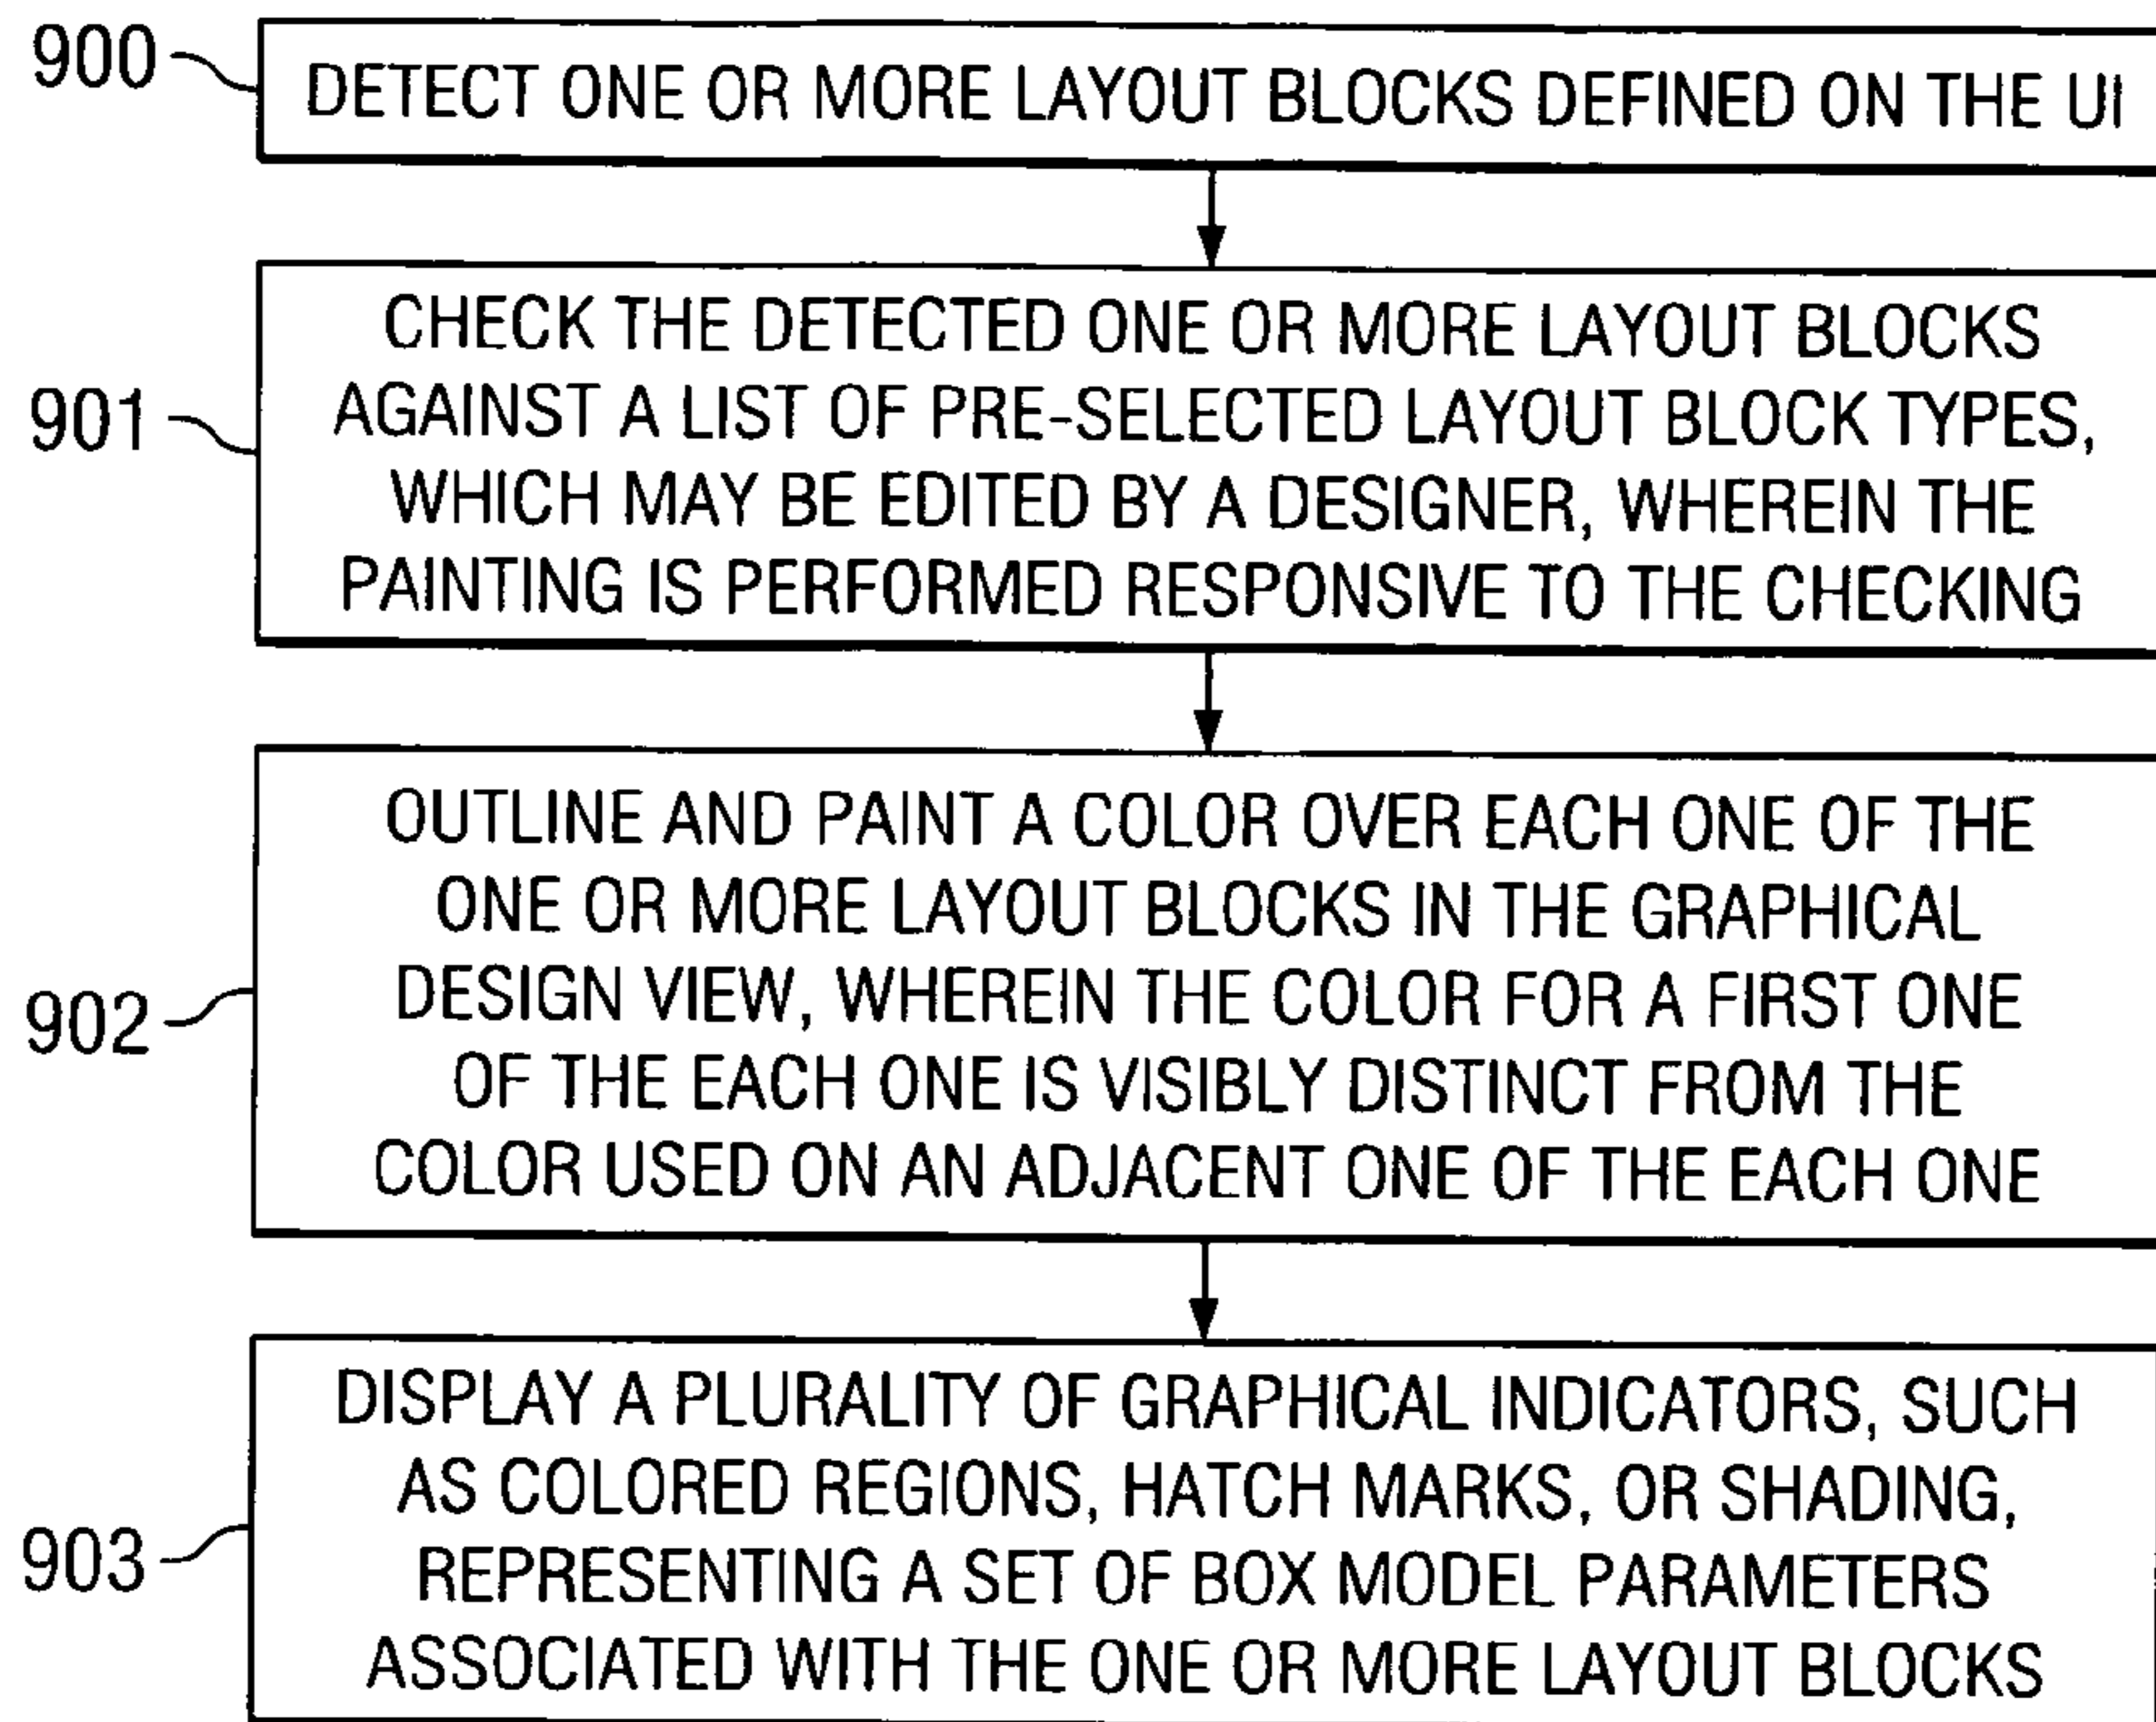 900
DETECT ONE OR MORE LAYOUT BLOCKS DEFINED ON THE UI
901
CHECK THE DETECTED ONE OR MORE LAYOUT BLOCKS
AGAINST A LIST OF PRE-SELECTED LAYOUT BLOCK TYPES,
WHICH MAY BE EDITED BY A DESIGNER, WHEREIN THE
PAINTING IS PERFORMED RESPONSIVE TO THE CHECKING
902
OUTLINE AND PAINT A COLOR OVER EACH ONE OF THE
ONE OR MORE LAYOUT BLOCKS IN THE GRAPHICAL
DESIGN VIEW, WHEREIN THE COLOR FOR A FIRST ONE
OF THE EACH ONE IS VISIBLY DISTINCT FROM THE
COLOR USED ON AN ADJACENT ONE OF THE EACH ONE
903
DISPLAY A PLURALITY OF GRAPHICAL INDICATORS, SUCH
AS COLORED REGIONS, HATCH MARKS, OR SHADING,
REPRESENTING A SET OF BOX MODEL PARAMETERS
ASSOCIATED WITH THE ONE OR MORE LAYOUT BLOCKS